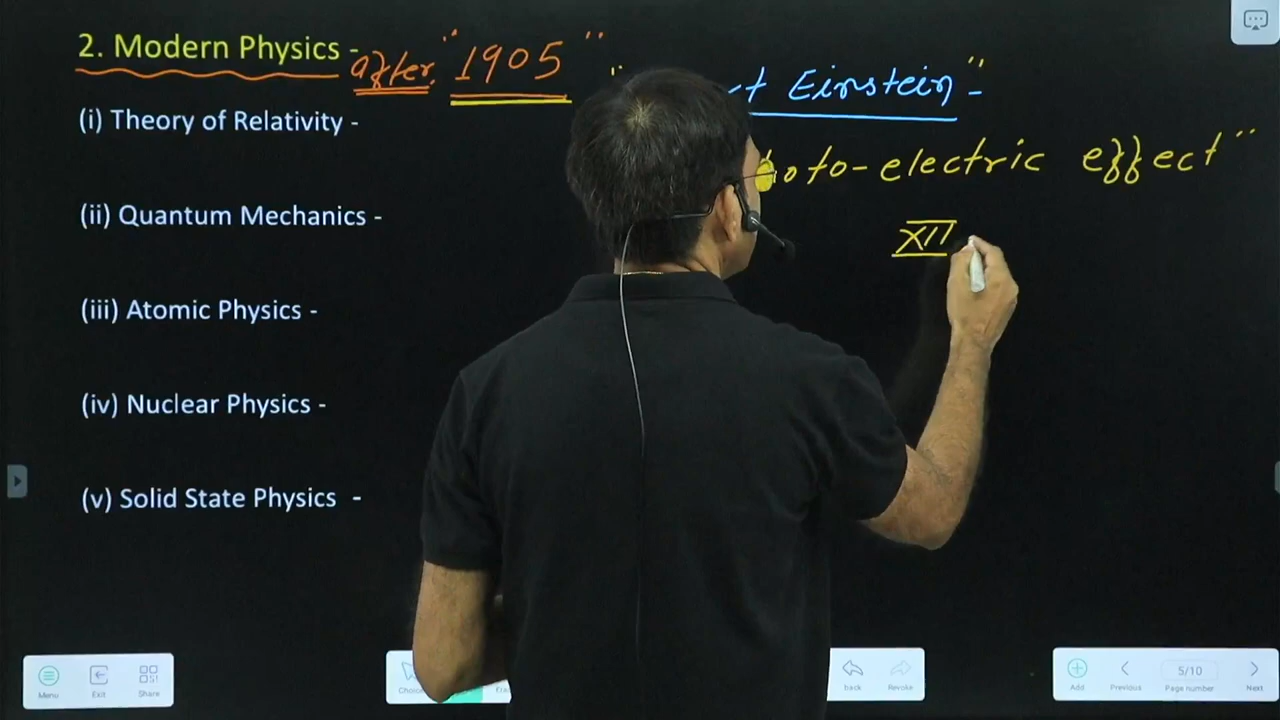 2. Modern Physics - after "1905"
Einstein" -
(i) Theory of Relativity -
electric effect"
(ii) Quantum Mechanics -
XII
(iii) Atomic Physics -
(iv) Nuclear Physics -
(v) Solid State Physics -
Menu Exit Share back Revoke Add Previous 5/10 Page number Next